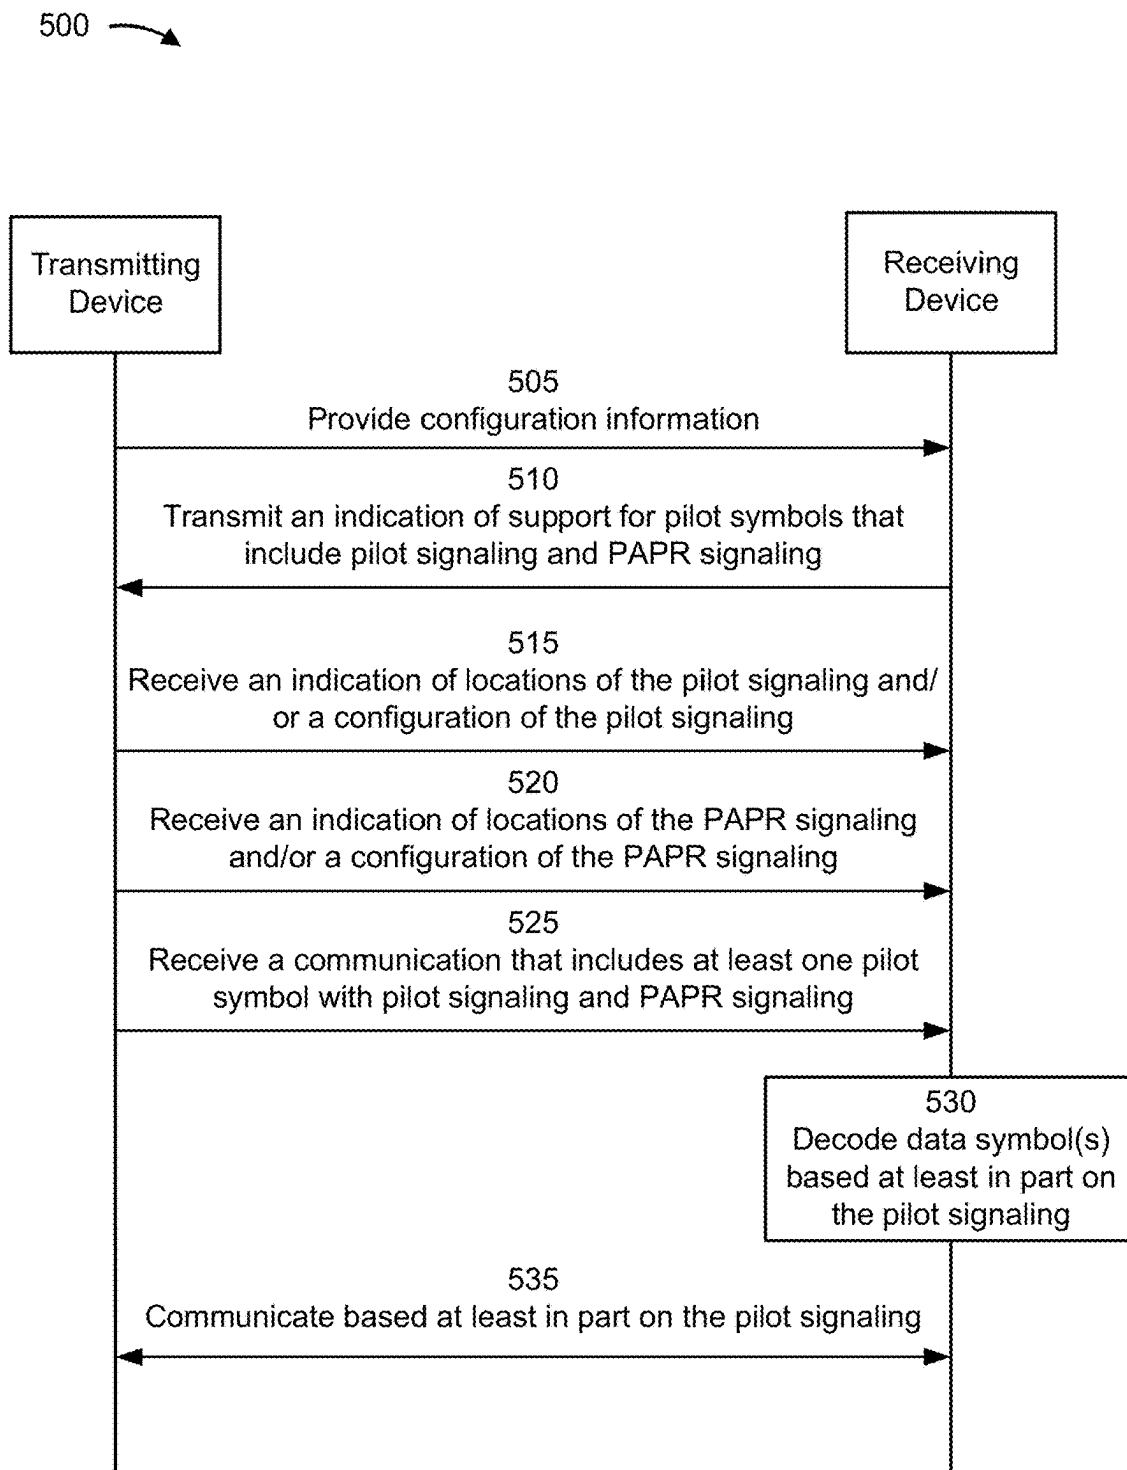 500
Transmitting
Device
Receiving
Device
505
Provide configuration information
510
Transmit an indication of support for pilot symbols that
include pilot signaling and PAPR signaling
515
Receive an indication of locations of the pilot signaling and/
or a configuration of the pilot signaling
520
Receive an indication of locations of the PAPR signaling
and/or a configuration of the PAPR signaling
525
Receive a communication that includes at least one pilot
symbol with pilot signaling and PAPR signaling
530
Decode data symbol(s)
based at least in part on
the pilot signaling
535
Communicate based at least in part on the pilot signaling